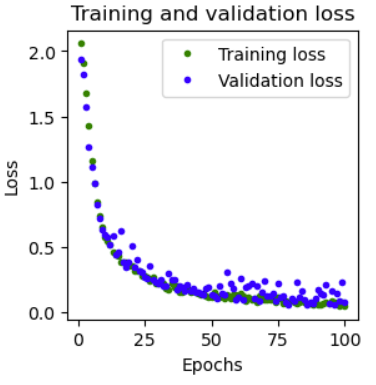 Training and validation loss
2.0
1.5
1.0
0.5
0.0
Loss
Training loss
Validation loss
0 25 50 75 100
Epochs